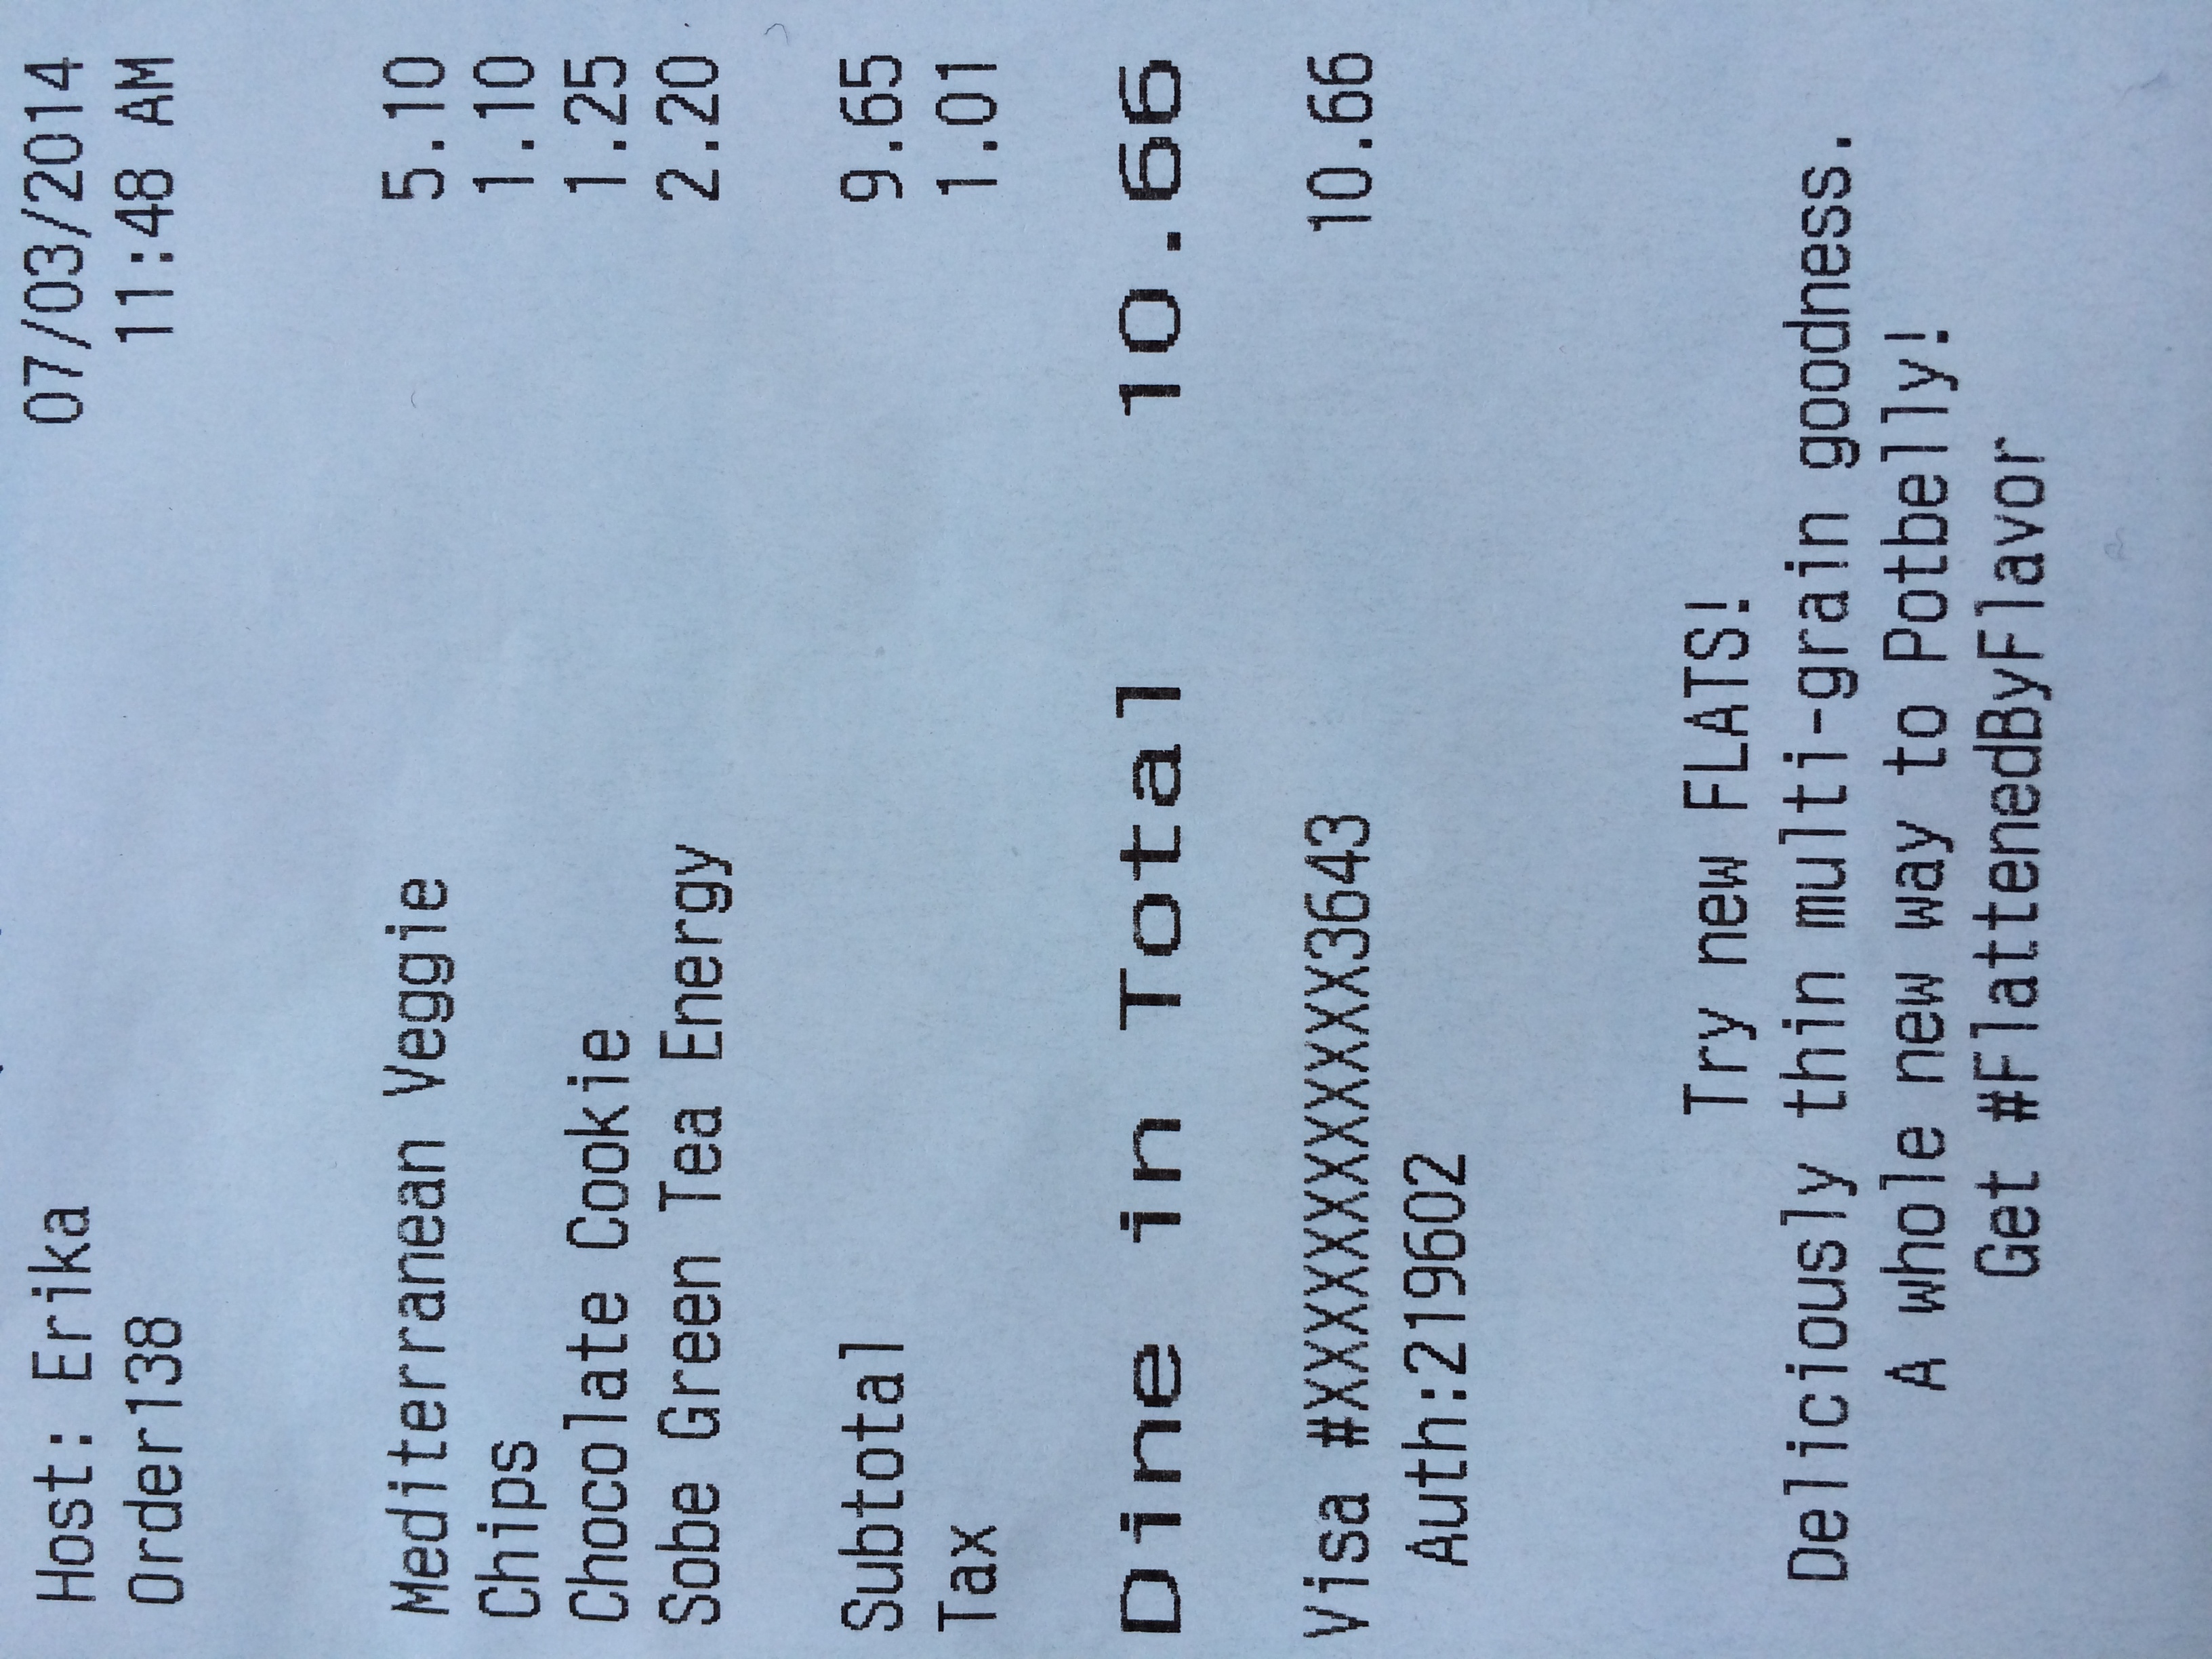 Host: Erika 07/03/2014
Order138 11:48 AM
Mediterranean Veggie 5.10
Chips 1.10
Chocolate Cookie 1.25
Sobe Green Tea Energy 2.20
Subtotal 9.65
Tax 1.01
Dine in Total 10.66
Visa #XXXXXXXXXXXX3643 10.66
Auth:219602
Try new FLATS!
Deliciously thin multi-grain goodness.
A whole new way to Potbelly!
Get #FlattenedByFlavor